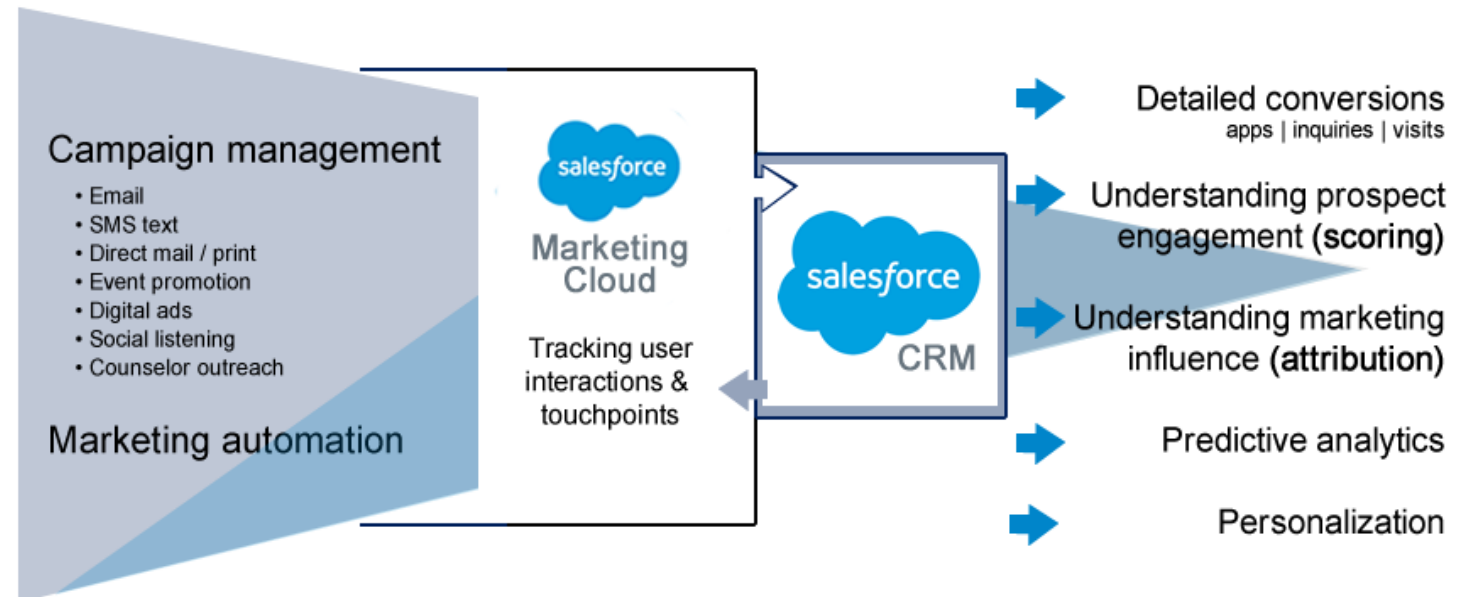 Campaign management
• Email
• SMS text
• Direct mail / print
• Event promotion
• Digital ads
• Social listening
• Counselor outreach
Marketing automation
salesforce
Marketing
Cloud
Tracking user
interactions &
touchpoints
salesforce
CRM
Detailed conversions
apps | inquiries | visits
Understanding prospect
engagement (scoring)
Understanding marketing
influence (attribution)
Predictive analytics
Personalization